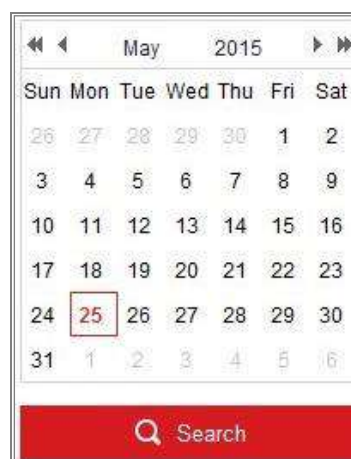 May 2015
Sun Mon Tue Wed Thu Fri Sat
26 27 28 29 30 1 2
3 4 5 6 7 8 9
10 11 12 13 14 15 16
17 18 19 20 21 22 23
24 25 26 27 28 29 30
31 1 2 3 4 5 6
Search